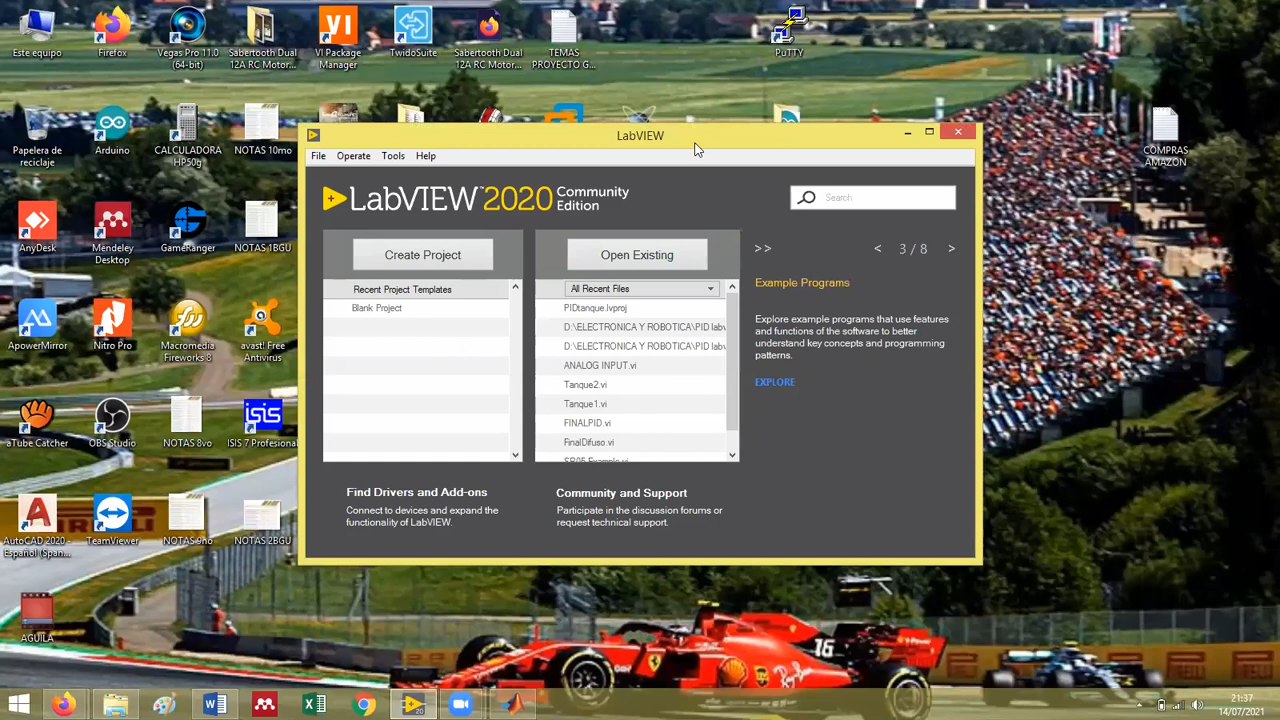 Este equipo
Firefox
Vegas Pro 11.0
(64-bit)
Sabertooth Dual
12A RC Motor...
VI Package
Manager
TwidoSuite
Sabertooth Dual
12A RC Motor...
TEMAS
PROYECTO G...
PuTTY
Papelera de
reciclaje
Arduino
CALCULADORA
HP50g
NOTAS 10mo
COMPRAS
AMAZON
AnyDesk
Mendeley
Desktop
GameRanger
NOTAS 1BGU
ApowerMirror
Nitro Pro
Macromedia
Fireworks 8
avast! Free
Antivirus
aTube Catcher
OBS Studio
NOTAS 8vo
ISIS 7 Profesional
AutoCAD 2020 -
Español (Span...
TeamViewer
NOTAS 9no
NOTAS 2BGU
AGUILA
LabVIEW
File Operate Tools Help
LabVIEW™ 2020 Community
Edition
Search
Create Project
Recent Project Templates
Blank Project
Open Existing
All Recent Files
PIDtanque.lvproj
D:\ELECTRONICA Y ROBOTICA\PID labv
D:\ELECTRONICA Y ROBOTICA\PID labv
ANALOG INPUT.vi
Tanque2.vi
Tanque1.vi
FINALPID.vi
FinalDifuso.vi
>> < 3 / 8 >
Example Programs
Explore example programs that use features
and functions of the software to better
understand key concepts and programming
patterns.
EXPLORE
Find Drivers and Add-ons
Connect to devices and expand the
functionality of LabVIEW.
Community and Support
Participate in the discussion forums or
request technical support.
isis
16
21:37
14/07/2021